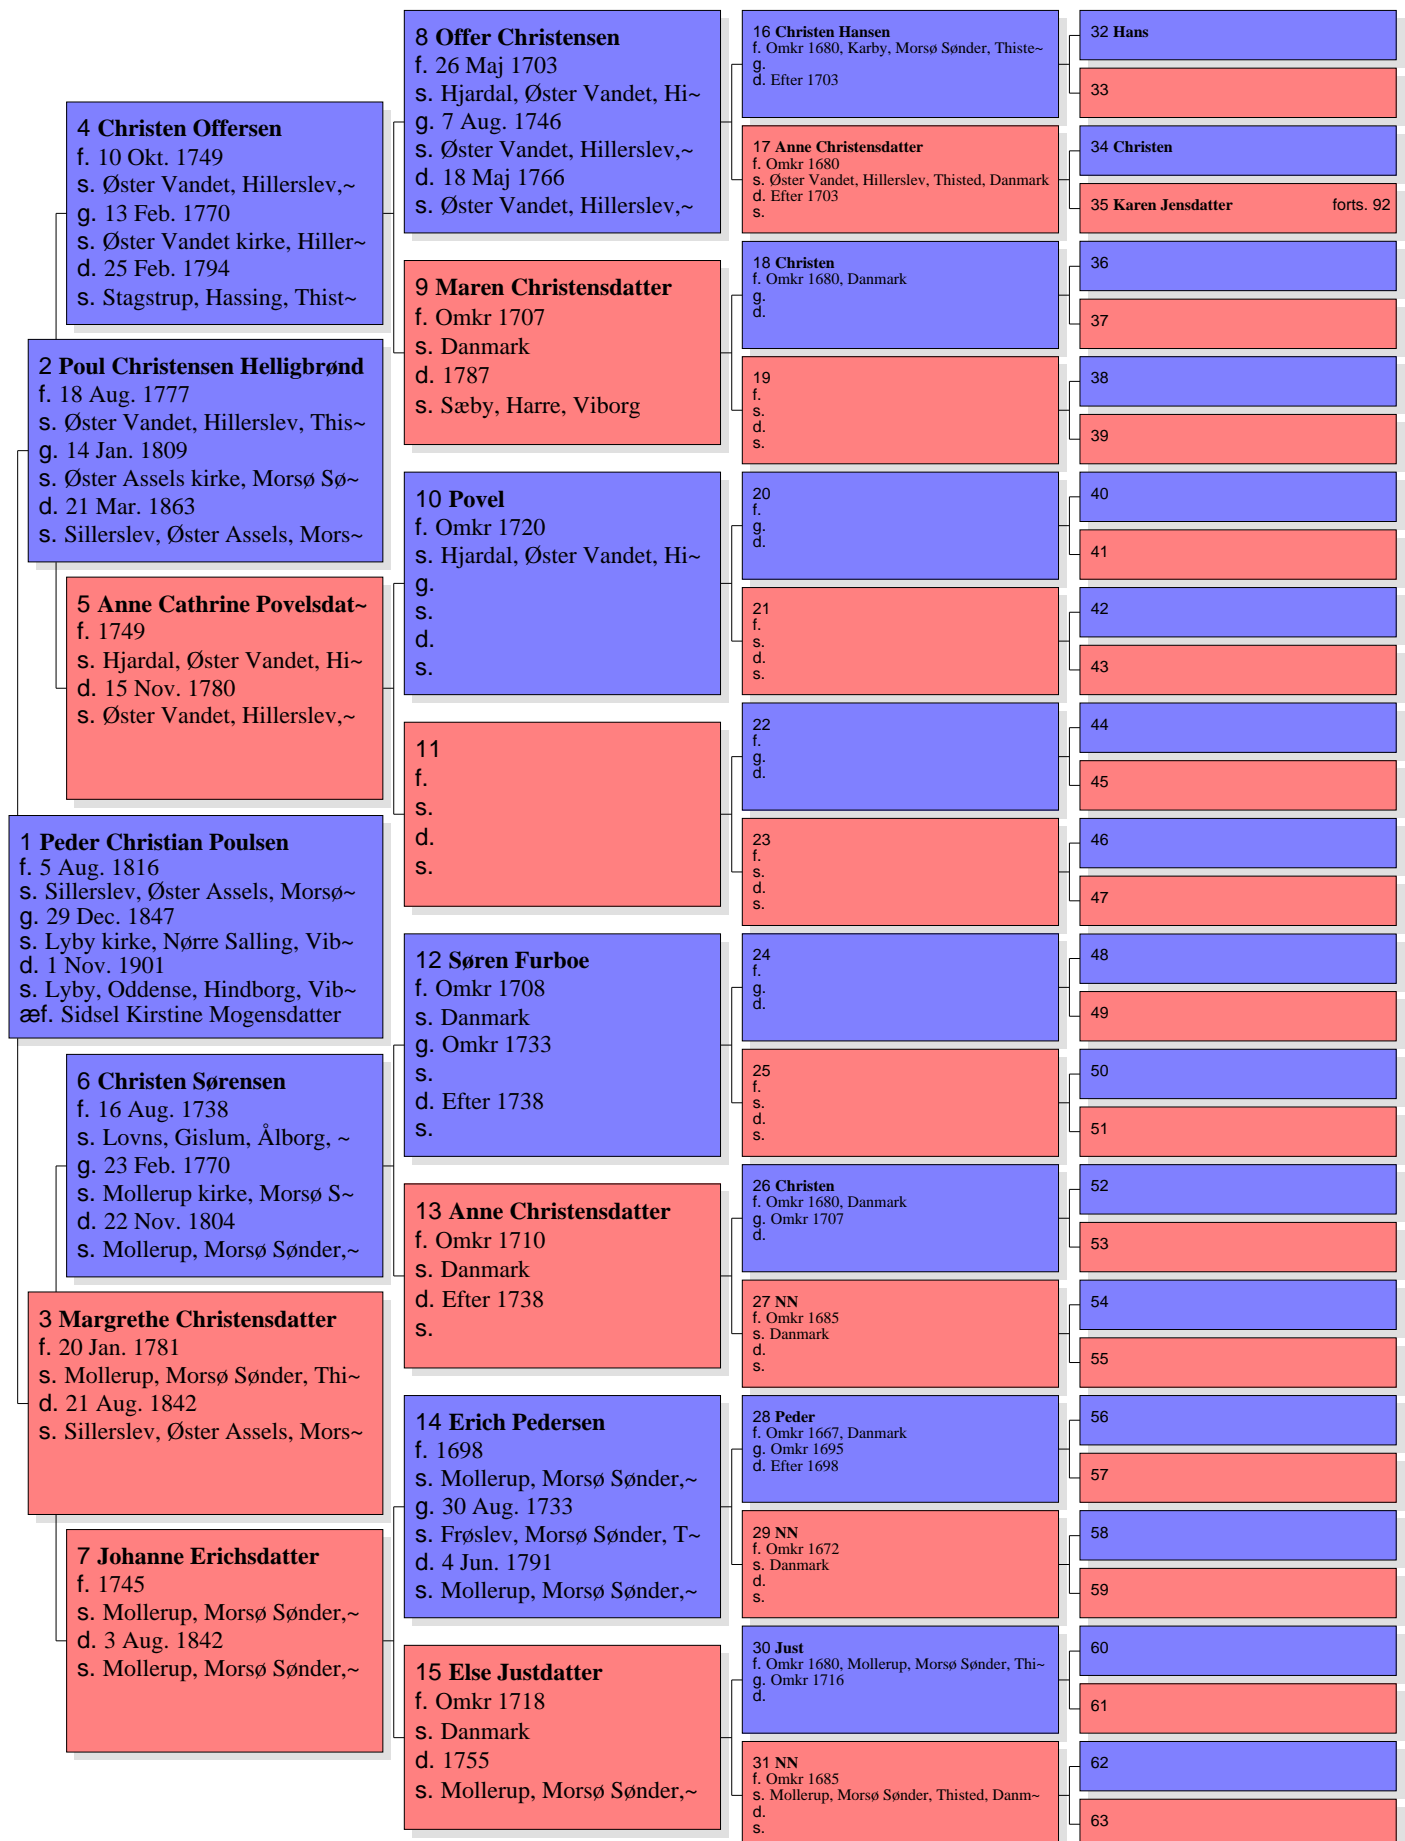 1 Peder Christian Poulsen
f. 5 Aug. 1816
s. Sillerslev, Øster Assels, Morsø~
g. 29 Dec. 1847
s. Lyby kirke, Nørre Salling, Vib~
d. 1 Nov. 1901
s. Lyby, Oddense, Hindborg, Vib~
æf. Sidsel Kirstine Mogensdatter
2 Poul Christensen Helligbrønd
f. 18 Aug. 1777
s. Øster Vandet, Hillerslev, This~
g. 14 Jan. 1809
s. Øster Assels kirke, Morsø Sø~
d. 21 Mar. 1863
s. Sillerslev, Øster Assels, Mors~
3 Margrethe Christensdatter
f. 20 Jan. 1781
s. Mollerup, Morsø Sønder, Thi~
d. 21 Aug. 1842
s. Sillerslev, Øster Assels, Mors~
4 Christen Offersen
f. 10 Okt. 1749
s. Øster Vandet, Hillerslev,~
g. 13 Feb. 1770
s. Øster Vandet kirke, Hiller~
d. 25 Feb. 1794
s. Stagstrup, Hassing, Thist~
5 Anne Cathrine Povelsdat~
f. 1749
s. Hjardal, Øster Vandet, Hi~
d. 15 Nov. 1780
s. Øster Vandet, Hillerslev,~
6 Christen Sørensen
f. 16 Aug. 1738
s. Lovns, Gislum, Ålborg, ~
g. 23 Feb. 1770
s. Mollerup kirke, Morsø S~
d. 22 Nov. 1804
s. Mollerup, Morsø Sønder,~
7 Johanne Erichsdatter
f. 1745
s. Mollerup, Morsø Sønder,~
d. 3 Aug. 1842
s. Mollerup, Morsø Sønder,~
8 Offer Christensen
f. 26 Maj 1703
s. Hjardal, Øster Vandet, Hi~
g. 7 Aug. 1746
s. Øster Vandet, Hillerslev,~
d. 18 Maj 1766
s. Øster Vandet, Hillerslev,~
9 Maren Christensdatter
f. Omkr 1707
s. Danmark
d. 1787
s. Sæby, Harre, Viborg
10 Povel
f. Omkr 1720
s. Hjardal, Øster Vandet, Hi~
g.
s.
d.
s.
11
f.
s.
d.
s.
12 Søren Furboe
f. Omkr 1708
s. Danmark
g. Omkr 1733
s.
d. Efter 1738
s.
13 Anne Christensdatter
f. Omkr 1710
s. Danmark
d. Efter 1738
s.
14 Erich Pedersen
f. 1698
s. Mollerup, Morsø Sønder,~
g. 30 Aug. 1733
s. Frøslev, Morsø Sønder, T~
d. 4 Jun. 1791
s. Mollerup, Morsø Sønder,~
15 Else Justdatter
f. Omkr 1718
s. Danmark
d. 1755
s. Mollerup, Morsø Sønder,~
16 Christen Hansen
f. Omkr 1680, Karby, Morsø Sønder, Thiste~
g.
d. Efter 1703
17 Anne Christensdatter
f. Omkr 1680
s. Øster Vandet, Hillerslev, Thisted, Danmark
d. Efter 1703
s.
18 Christen
f. Omkr 1680, Danmark
g.
d.
19
f.
s.
d.
s.
20
f.
g.
d.
21
f.
s.
d.
s.
22
f.
g.
d.
23
f.
s.
d.
s.
24
f.
g.
d.
25
f.
s.
d.
s.
26 Christen
f. Omkr 1680, Danmark
g. Omkr 1707
d.
27 NN
f. Omkr 1685
s. Danmark
d.
s.
28 Peder
f. Omkr 1667, Danmark
g. Omkr 1695
d. Efter 1698
29 NN
f. Omkr 1672
s. Danmark
d.
s.
30 Just
f. Omkr 1680, Mollerup, Morsø Sønder, Thi~
g. Omkr 1716
d.
31 NN
f. Omkr 1685
s. Mollerup, Morsø Sønder, Thisted, Danm~
d.
s.
32 Hans
33
34 Christen
35 Karen Jensdatter forts. 92
36
37
38
39
40
41
42
43
44
45
46
47
48
49
50
51
52
53
54
55
56
57
58
59
60
61
62
63